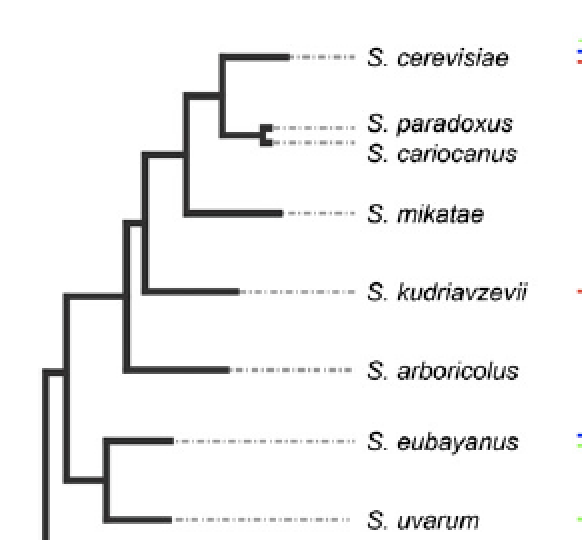 S. cerevisiae
S. paradoxus
S. cariocanus
S. mikatae
S. kudriavzevii
S. arboricolus
S. eubayanus
S. uvarum